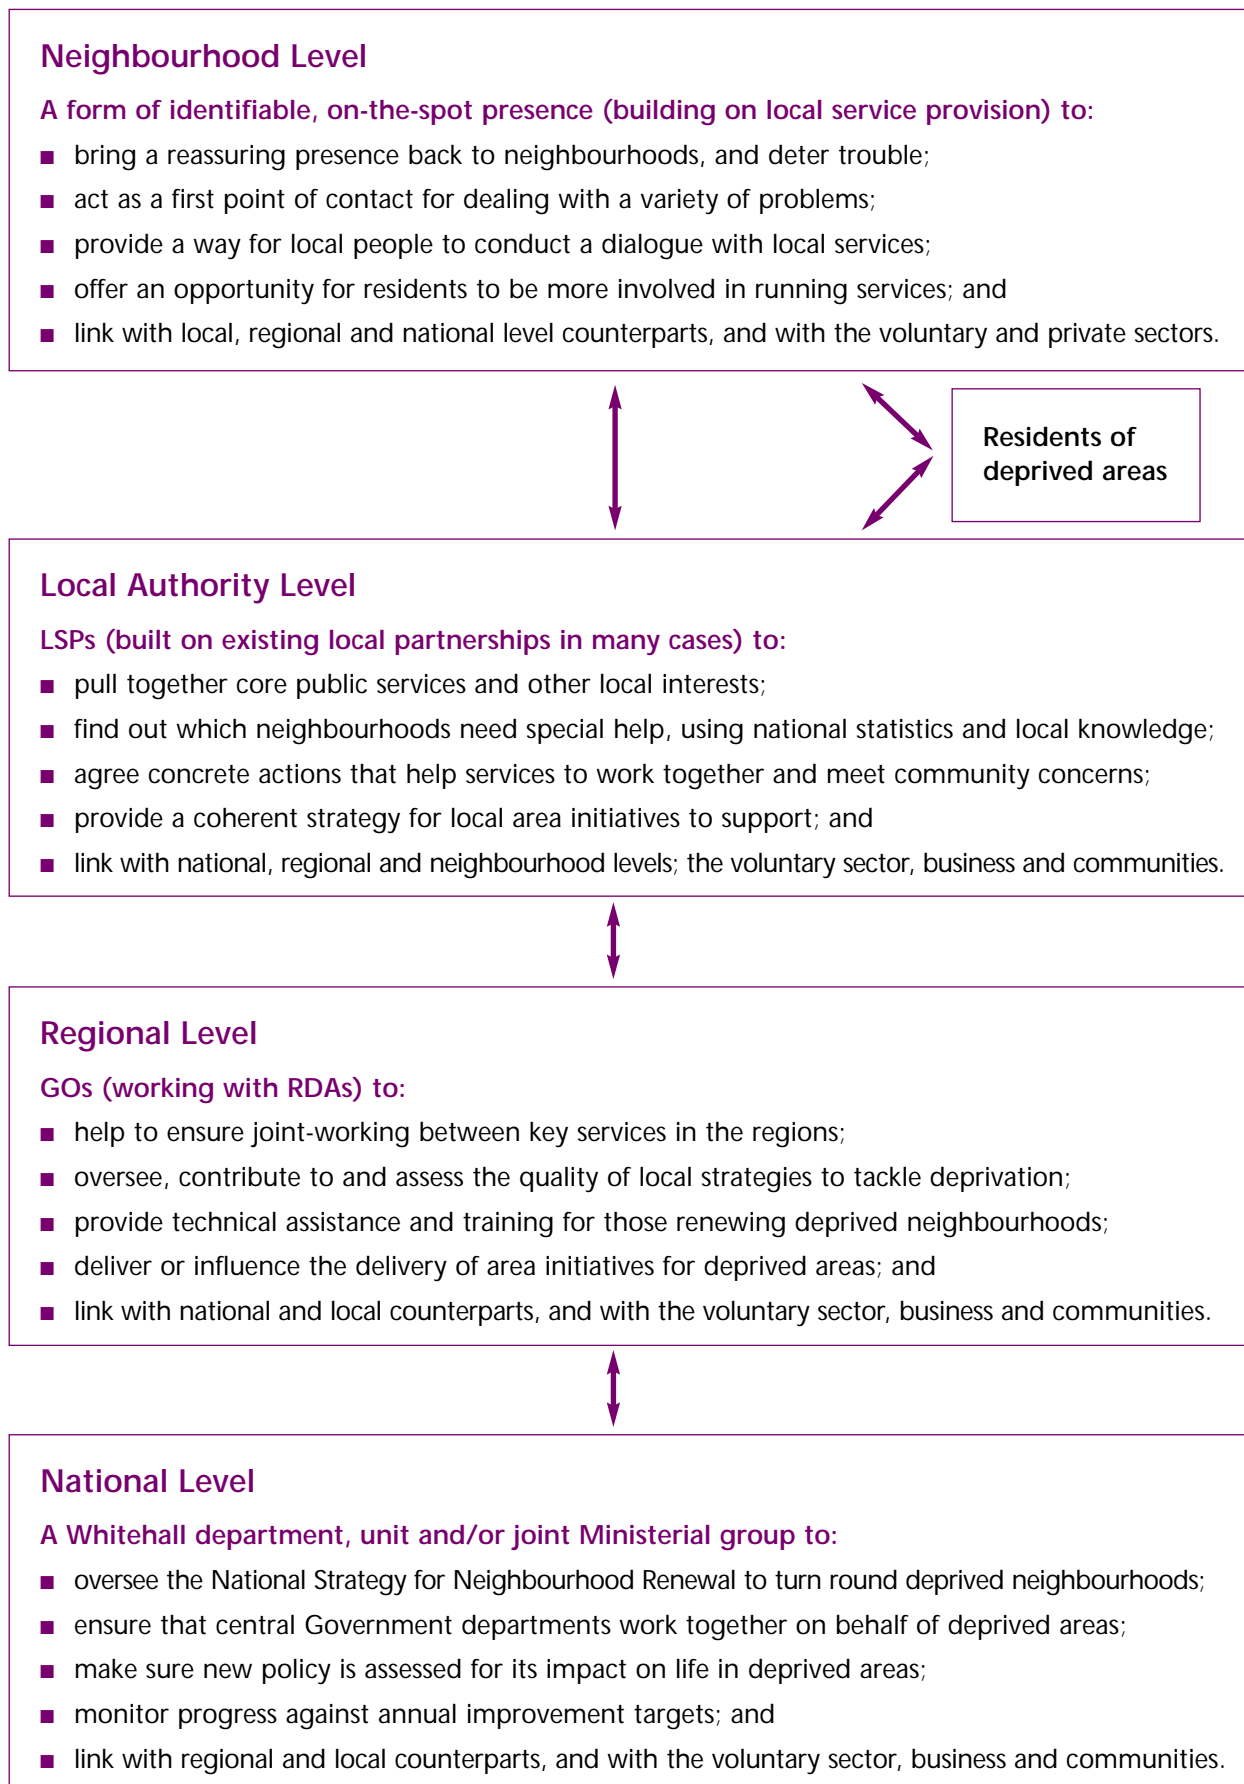 Neighbourhood Level
A form of identifiable, on-the-spot presence (building on local service provision) to:
■ bring a reassuring presence back to neighbourhoods, and deter trouble;
■ act as a first point of contact for dealing with a variety of problems;
■ provide a way for local people to conduct a dialogue with local services;
■ offer an opportunity for residents to be more involved in running services; and
■ link with local, regional and national level counterparts, and with the voluntary and private sectors.
Residents of
deprived areas
Local Authority Level
LSPs (built on existing local partnerships in many cases) to:
■ pull together core public services and other local interests;
■ find out which neighbourhoods need special help, using national statistics and local knowledge;
■ agree concrete actions that help services to work together and meet community concerns;
■ provide a coherent strategy for local area initiatives to support; and
■ link with national, regional and neighbourhood levels; the voluntary sector, business and communities.
Regional Level
GOs (working with RDAs) to:
■ help to ensure joint-working between key services in the regions;
■ oversee, contribute to and assess the quality of local strategies to tackle deprivation;
■ provide technical assistance and training for those renewing deprived neighbourhoods;
■ deliver or influence the delivery of area initiatives for deprived areas; and
■ link with national and local counterparts, and with the voluntary sector, business and communities.
National Level
A Whitehall department, unit and/or joint Ministerial group to:
■ oversee the National Strategy for Neighbourhood Renewal to turn round deprived neighbourhoods;
■ ensure that central Government departments work together on behalf of deprived areas;
■ make sure new policy is assessed for its impact on life in deprived areas;
■ monitor progress against annual improvement targets; and
■ link with regional and local counterparts, and with the voluntary sector, business and communities.